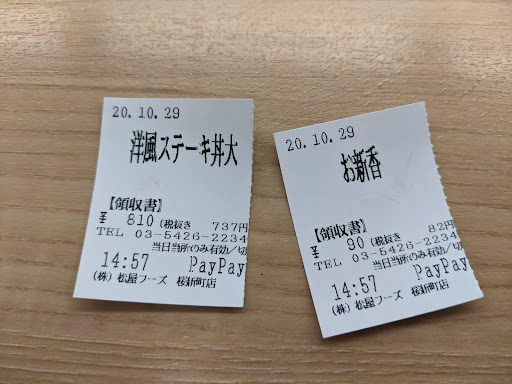 20.10.29
洋風ステーキ丼大
【領収書】
¥ 810 (税抜き 737円
TEL 03-5426-2234
当日当所のみ有効/切
14:57 PayPay
(株)松屋フーズ 桜新町店
20.10.29
お新香
【領収書】
¥ 90 (税抜き 82円
TEL 03-5426-2234
当日当所のみ有効/切
14:57 PayPay
(株)松屋フーズ 桜新町店